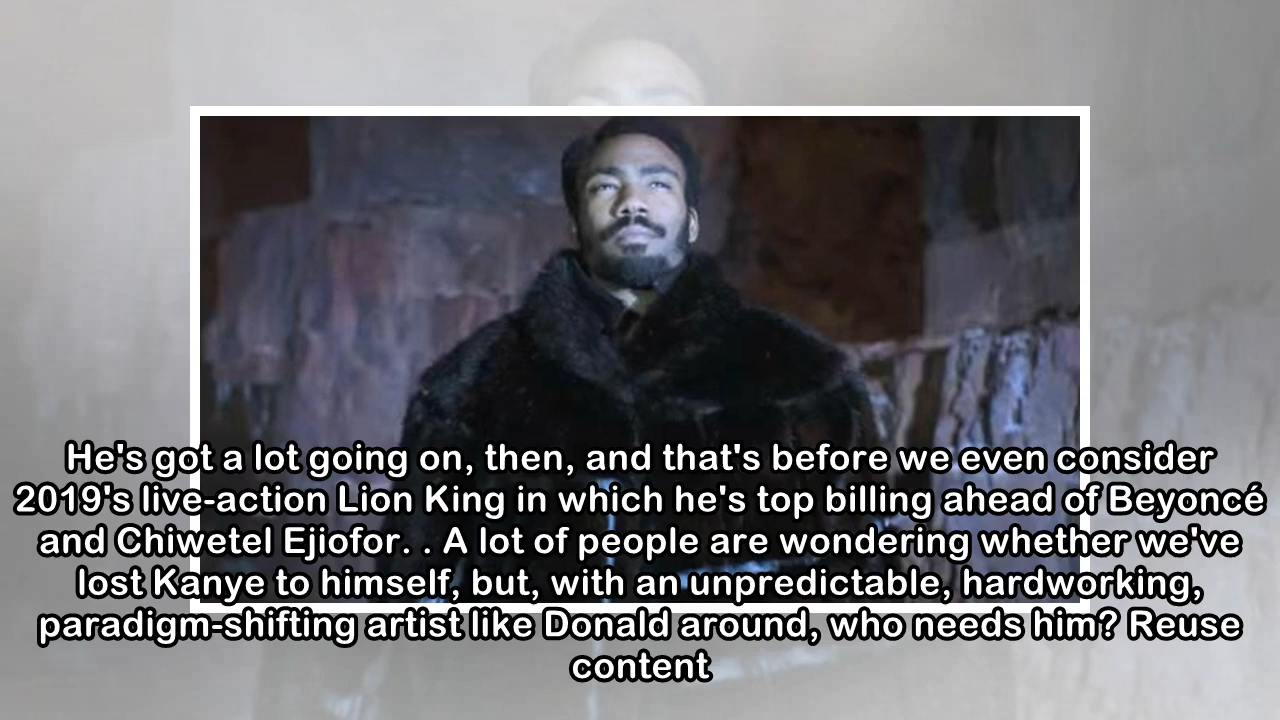 He's got a lot going on, then, and that's before we even consider
2019's live-action Lion King in which he's top billing ahead of Beyoncé
and Chiwetel Ejiofor. . A lot of people are wondering whether we've
lost Kanye to himself, but, with an unpredictable, hardworking,
paradigm-shifting artist like Donald around, who needs him? Reuse
content